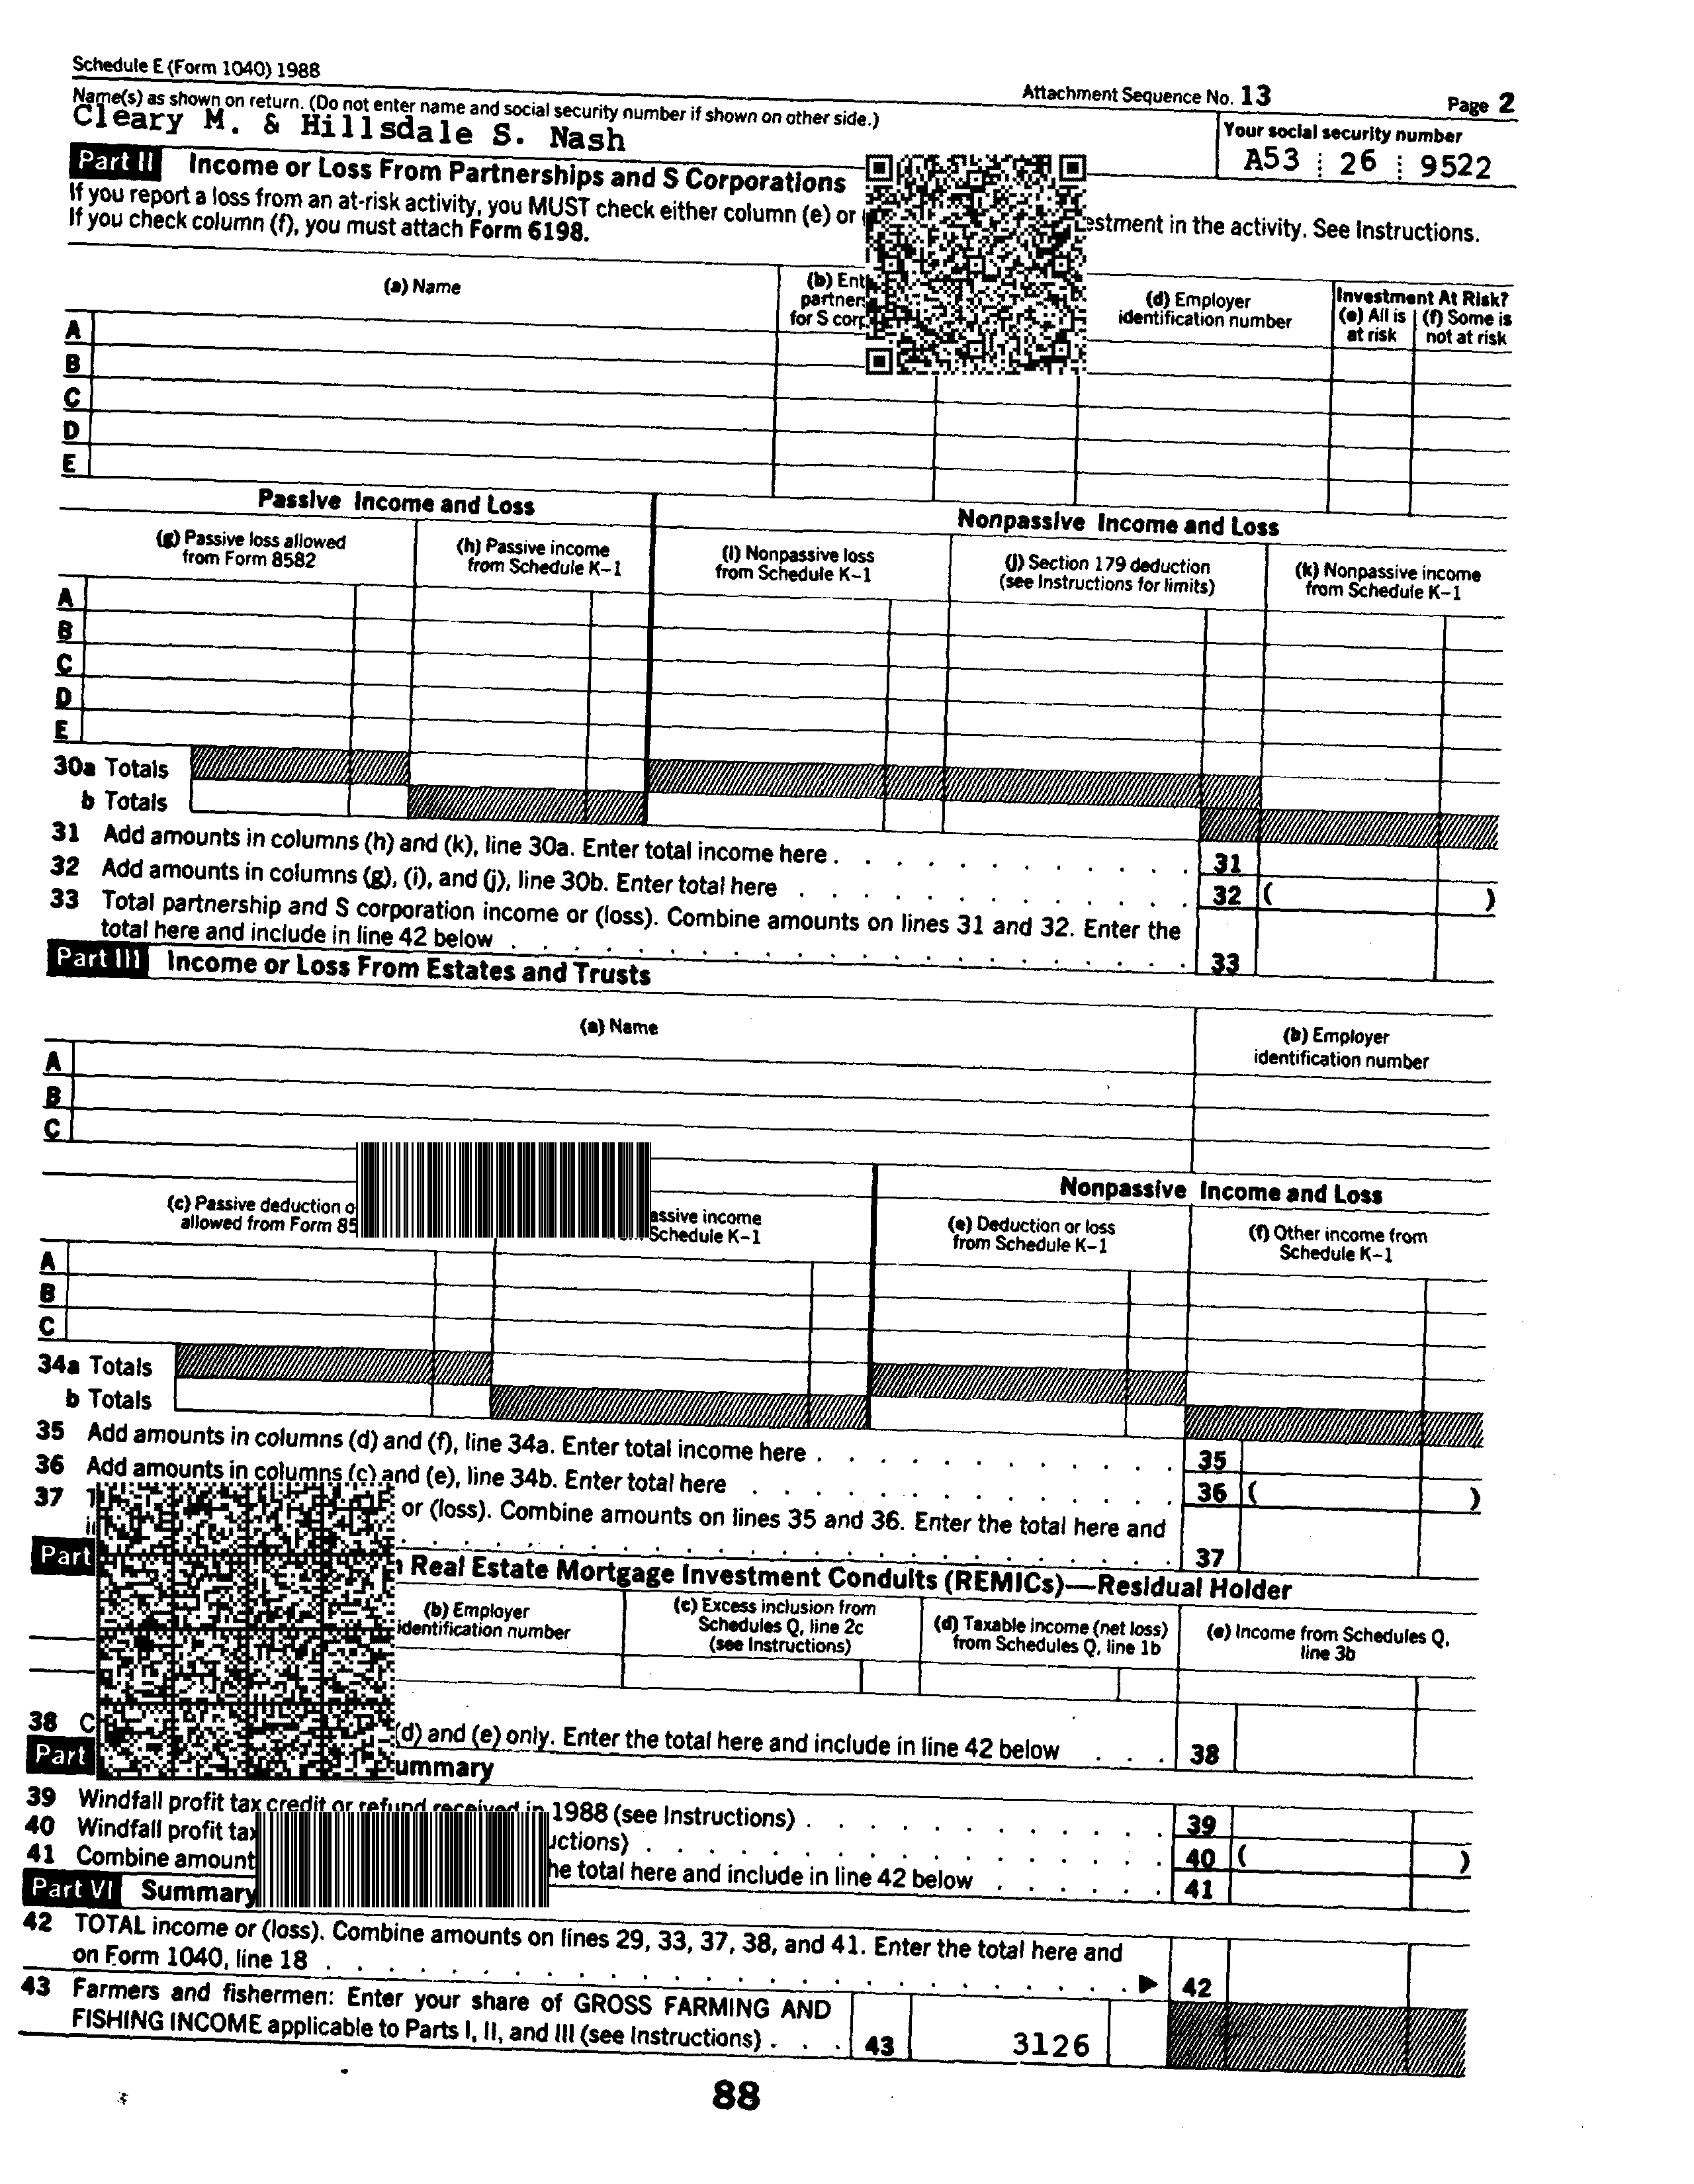 Schedule E (Form 1040) 1988
Attachment Sequence No. 13
Page 2
Name(s) as shown on return. (Do not enter name and social security number if shown on other side.)
Your social security number
Cleary M. & Hillsdale S. Nash
A53 26 9522
Part II Income or Loss From Partnerships and S Corporations
If you report a loss from an at-risk activity, you MUST check either column (e) or
estment in the activity. See Instructions.
If you check column (f), you must attach Form 6198.
(a) Name
(b) Ent
partner
for S corp
(d) Employer
identification number
Investment At Risk?
(e) All is
at risk
(f) Some is
not at risk
A
B
C
D
E
Passive Income and Loss
Nonpassive Income and Loss
(g) Passive loss allowed
from Form 8582
(h) Passive income
from Schedule K–1
(i) Nonpassive loss
from Schedule K–1
(j) Section 179 deduction
(see Instructions for limits)
(k) Nonpassive income
from Schedule K–1
A
B
C
D
E
30a Totals
b Totals
31 Add amounts in columns (h) and (k), line 30a. Enter total income here . . . . . . . . . . . . 31
32 Add amounts in columns (g), (i), and (j), line 30b. Enter total here . . . . . . . . . . . . . 32 ( )
33 Total partnership and S corporation income or (loss). Combine amounts on lines 31 and 32. Enter the
total here and include in line 42 below . . . . . . . . . . . . . . . . . . . . . . 33
Part III Income or Loss From Estates and Trusts
(a) Name
(b) Employer
identification number
A
B
C
Nonpassive Income and Loss
(c) Passive deduction o
allowed from Form 85
assive income
Schedule K–1
(e) Deduction or loss
from Schedule K–1
(f) Other income from
Schedule K–1
A
B
C
34a Totals
b Totals
35 Add amounts in columns (d) and (f), line 34a. Enter total income here . . . . . . . . . . . . 35
36 Add amounts in columns (c) and (e), line 34b. Enter total here . . . . . . . . . . . . . . 36 ( )
37
or (loss). Combine amounts on lines 35 and 36. Enter the total here and
37
Part
Real Estate Mortgage Investment Conduits (REMICs)—Residual Holder
(b) Employer
identification number
(c) Excess inclusion from
Schedules Q, line 2c
(see Instructions)
(d) Taxable income (net loss)
from Schedules Q, line 1b
(e) Income from Schedules Q,
line 3b
38 C
(d) and (e) only. Enter the total here and include in line 42 below . . . 38
Part
ummary
39 Windfall profit tax credit or refund received in 1988 (see Instructions) . . . . . . . . . . . . 39
40 Windfall profit tax
uctions) . . . . . . . . . . . . . . . . . 40 ( )
41 Combine amount
he total here and include in line 42 below . . . . . . 41
Part VI Summary
42 TOTAL income or (loss). Combine amounts on lines 29, 33, 37, 38, and 41. Enter the total here and
on Form 1040, line 18 . . . . . . . . . . . . . . . . . . . . . . . . . ▶ 42
43 Farmers and fishermen: Enter your share of GROSS FARMING AND
FISHING INCOME applicable to Parts I, II, and III (see Instructions) . . . 43 3126
88